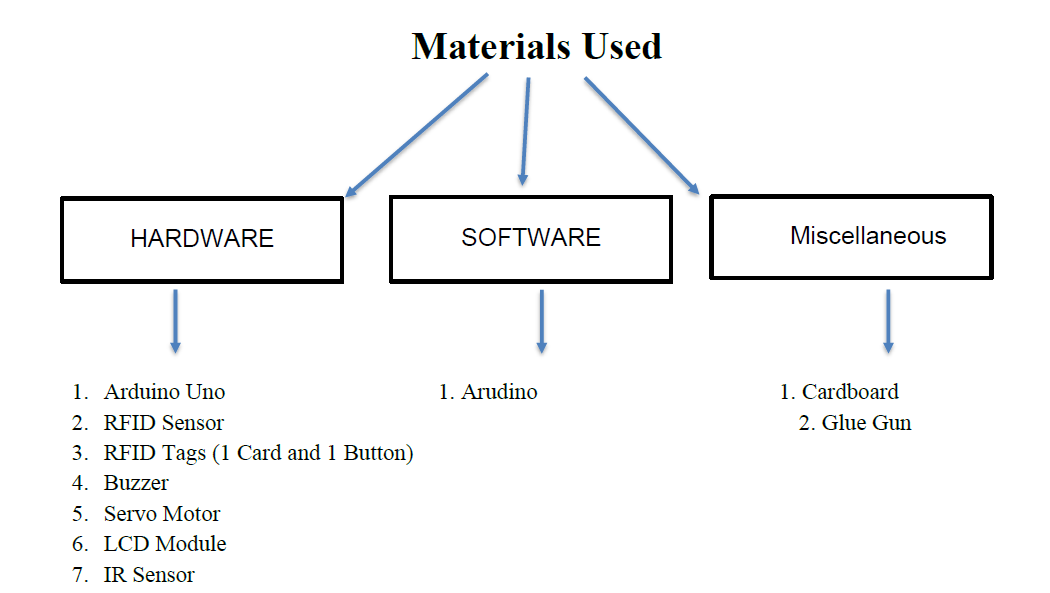 Materials Used
HARDWARE
SOFTWARE
Miscellaneous
1. Arduino Uno
2. RFID Sensor
3. RFID Tags (1 Card and 1 Button)
4. Buzzer
5. Servo Motor
6. LCD Module
7. IR Sensor
1. Arudino
1. Cardboard
2. Glue Gun